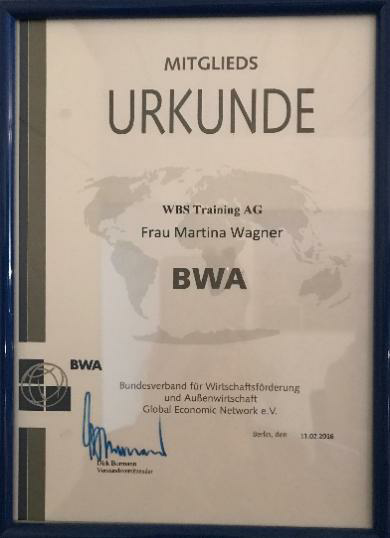 MITGLIEDS
URKUNDE
WBS Training AG
Frau Martina Wagner
BWA
BWA
Bundesverband für Wirtschaftsförderung
und Außenwirtschaft
Global Economic Network e.V.
Berlin, den 11.02.2016
Vorstandsvorsitzender